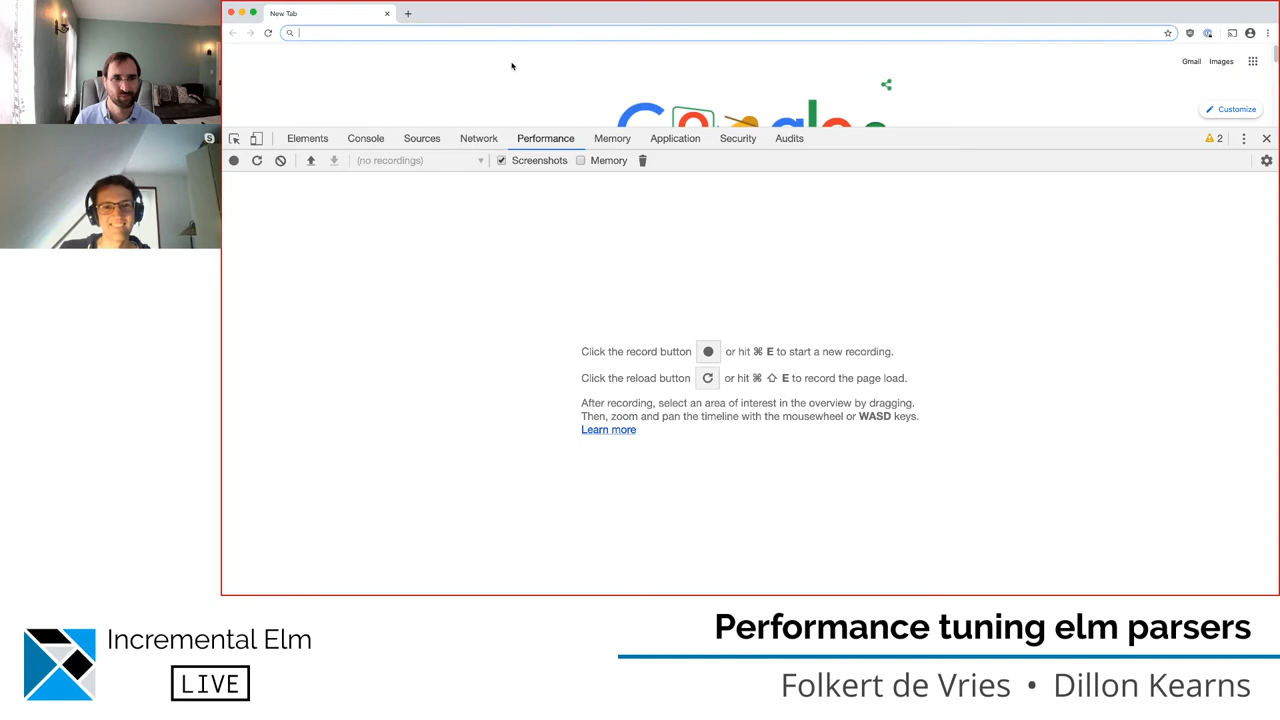 New Tab
Gmail Images
Google
Customize
Elements Console Sources Network Performance Memory Application Security Audits 2
(no recordings) Screenshots Memory
Click the record button or hit ⌘ E to start a new recording.
Click the reload button or hit ⌘ ⇧ E to record the page load.
After recording, select an area of interest in the overview by dragging.
Then, zoom and pan the timeline with the mousewheel or WASD keys.
Learn more
Incremental Elm
LIVE
Performance tuning elm parsers
Folkert de Vries • Dillon Kearns